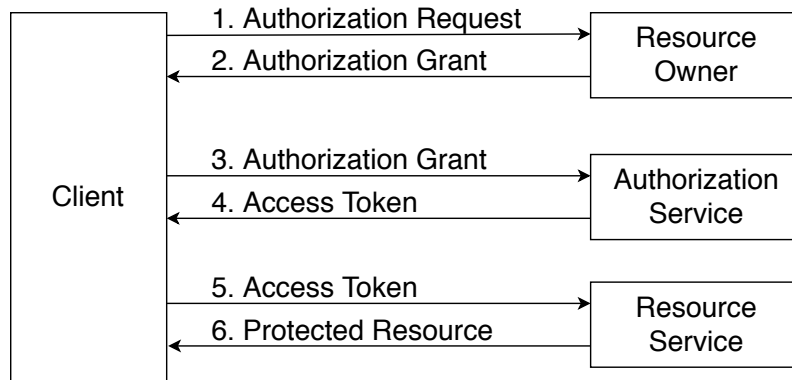 1. Authorization Request
Resource
Owner
2. Authorization Grant
Client
3. Authorization Grant
Authorization
Service
4. Access Token
5. Access Token
Resource
Service
6. Protected Resource